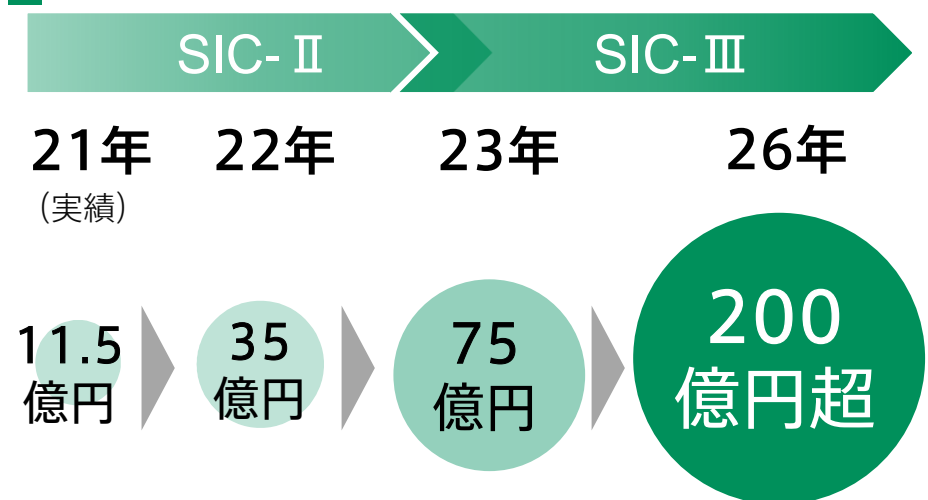 SIC-Ⅱ
SIC-Ⅲ
21年
22年
23年
26年
(実績)
11.5
億円
35
億円
75
億円
200
億円超